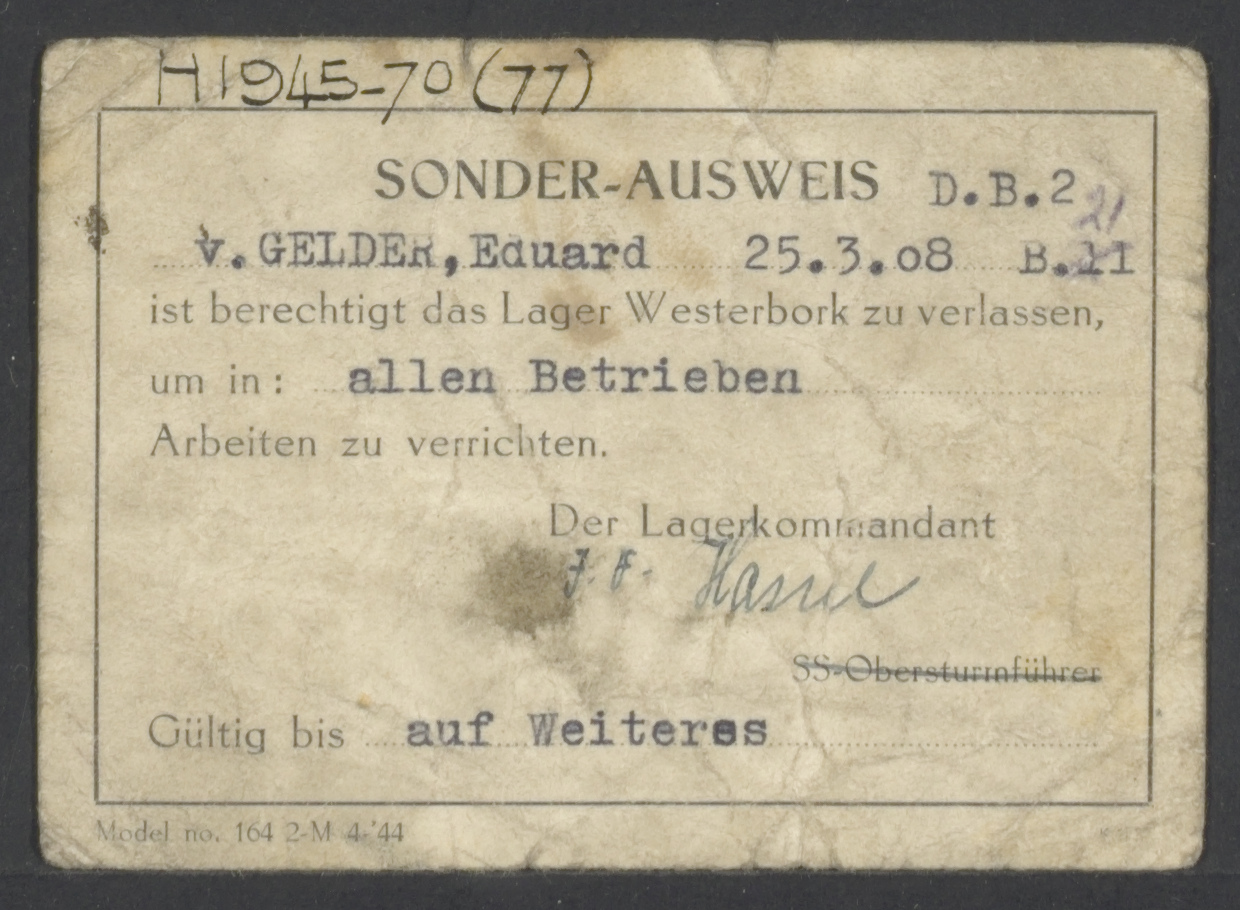 H1945-70 (77)
SONDER-AUSWEIS D.B.2
21
v.GELDER,Eduard 25.3.08 B.11
ist berechtigt das Lager Westerbork zu verlassen,
um in: allen Betrieben
Arbeiten zu verrichten.
Der Lagerkommandant
Hassel
SS-Obersturmführer
Gültig bis auf Weiteres
Model no. 164 2-M 4-'44